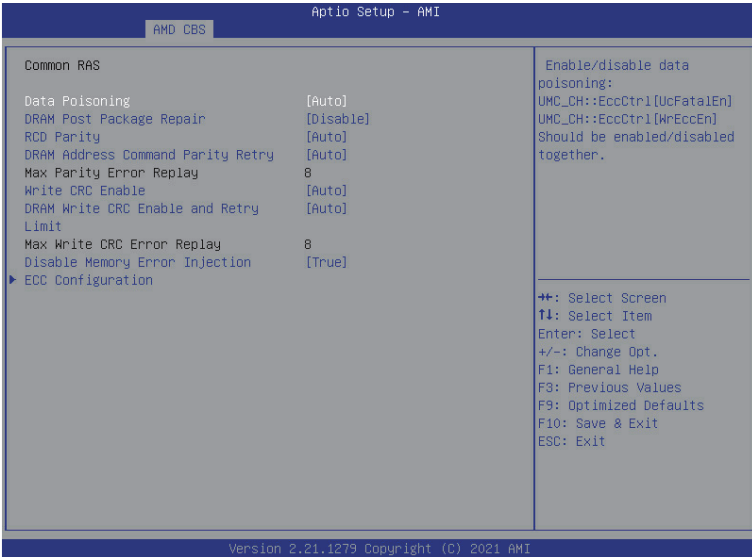 Aptio Setup – AMI
AMD CBS
Common RAS
Data Poisoning [Auto]
DRAM Post Package Repair [Disable]
RCD Parity [Auto]
DRAM Address Command Parity Retry [Auto]
Max Parity Error Replay 8
Write CRC Enable [Auto]
DRAM Write CRC Enable and Retry [Auto]
Limit
Max Write CRC Error Replay 8
Disable Memory Error Injection [True]
ECC Configuration
Enable/disable data
poisoning:
UMC_CH::EccCtrl[UcFatalEn]
UMC_CH::EccCtrl[WrEccEn]
Should be enabled/disabled
together.
→←: Select Screen
↑↓: Select Item
Enter: Select
+/-: Change Opt.
F1: General Help
F3: Previous Values
F9: Optimized Defaults
F10: Save & Exit
ESC: Exit
Version 2.21.1279 Copyright (C) 2021 AMI